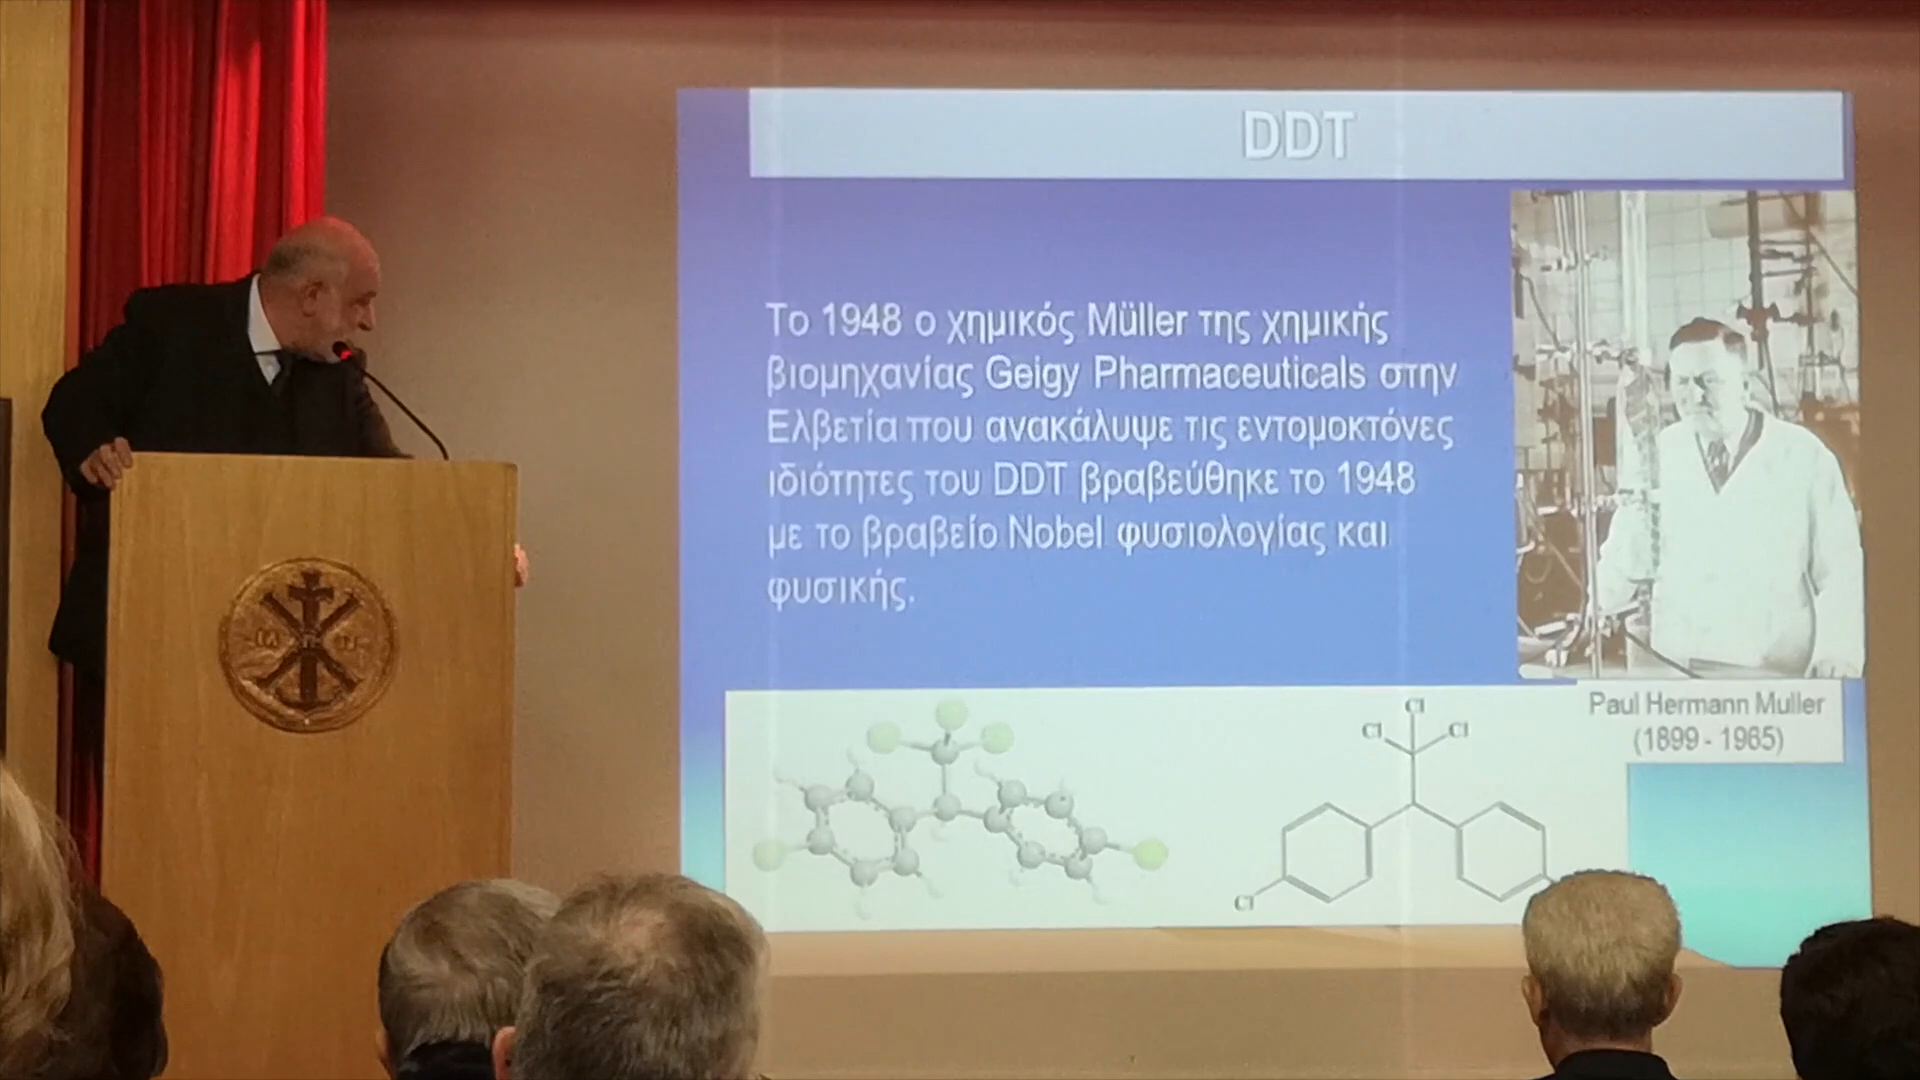 DDT
Το 1948 ο χημικός Müller της χημικής
βιομηχανίας Geigy Pharmaceuticals στην
Ελβετία που ανακάλυψε τις εντομοκτόνες
ιδιότητες του DDT βραβεύθηκε το 1948
με το βραβείο Nobel φυσιολογίας και
φυσικής.
Paul Hermann Muller
(1899 - 1965)
Cl
Cl Cl
Cl